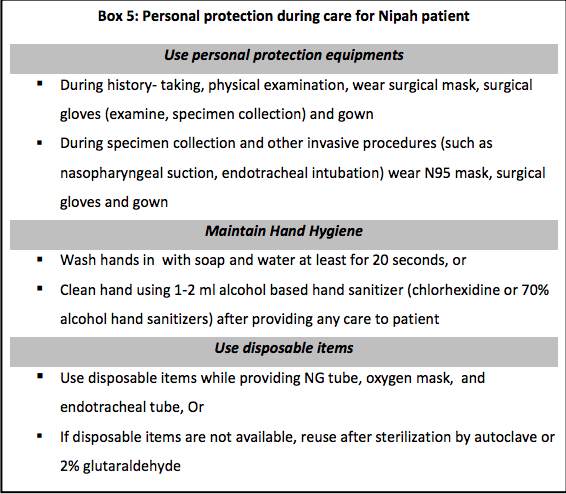 Box 5: Personal protection during care for Nipah patient
Use personal protection equipments
▪ During history- taking, physical examination, wear surgical mask, surgical
gloves (examine, specimen collection) and gown
▪ During specimen collection and other invasive procedures (such as
nasopharyngeal suction, endotracheal intubation) wear N95 mask, surgical
gloves and gown
Maintain Hand Hygiene
▪ Wash hands in with soap and water at least for 20 seconds, or
▪ Clean hand using 1-2 ml alcohol based hand sanitizer (chlorhexidine or 70%
alcohol hand sanitizers) after providing any care to patient
Use disposable items
▪ Use disposable items while providing NG tube, oxygen mask, and
endotracheal tube, Or
▪ If disposable items are not available, reuse after sterilization by autoclave or
2% glutaraldehyde